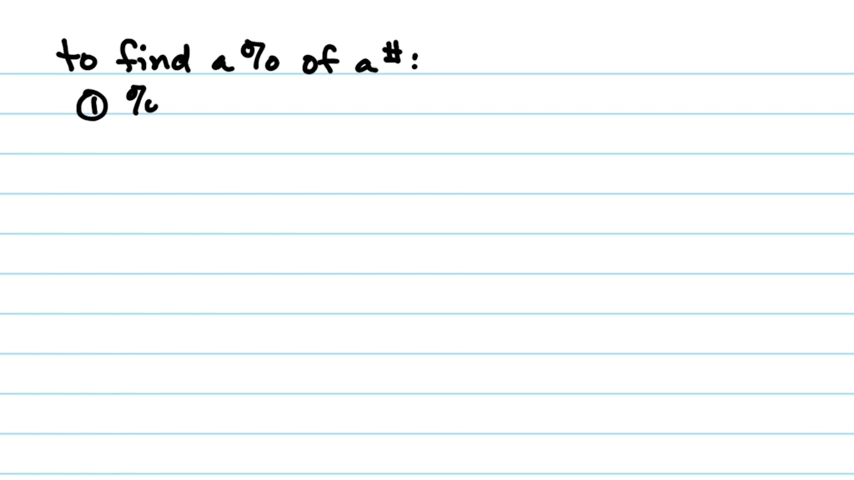 to find a % of a #:
① %